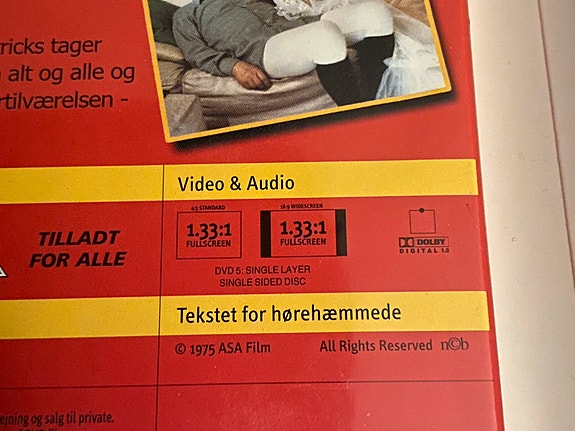 tricks tager
alt og alle og
rtilværelsen -
Video & Audio
4:3 STANDARD
1.33:1
FULLSCREEN
16:9 WIDESCREEN
1.33:1
FULLSCREEN
DOLBY
DIGITAL 1.0
TILLADT
FOR ALLE
DVD 5: SINGLE LAYER
SINGLE SIDED DISC
Tekstet for hørehæmmede
© 1975 ASA Film All Rights Reserved n©b
ejning og salg til private.